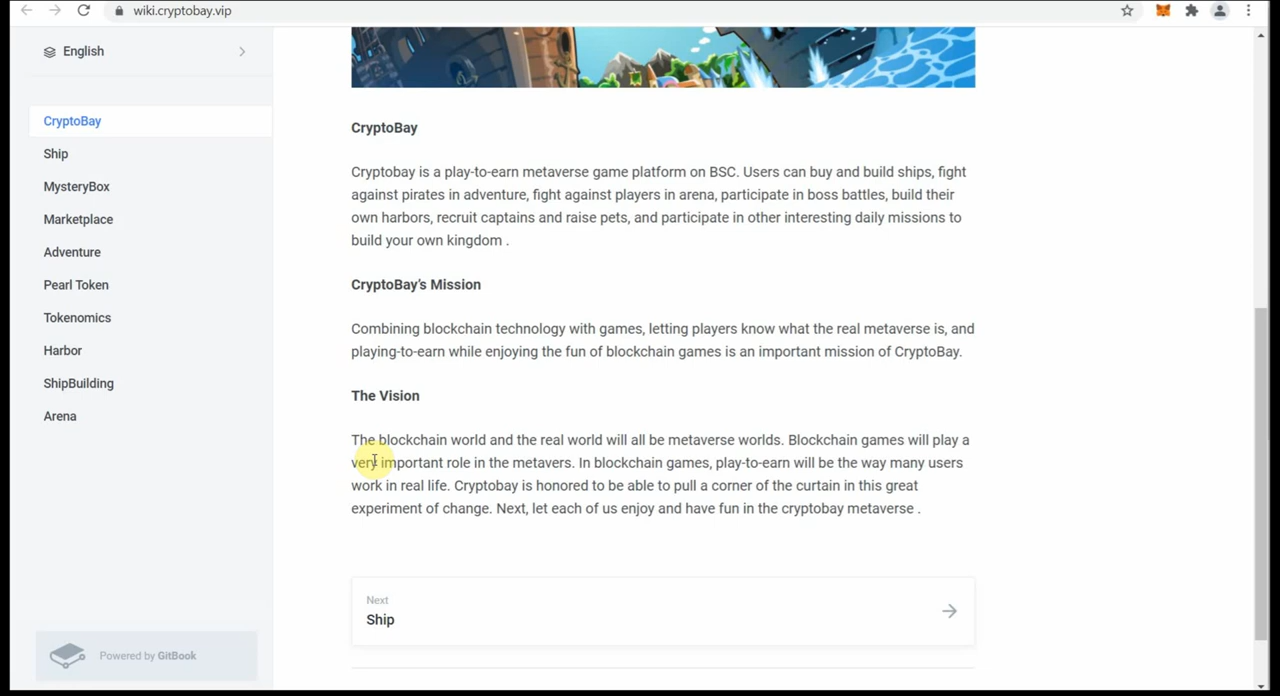 wiki.cryptobay.vip
English
CryptoBay
Ship
MysteryBox
Marketplace
Adventure
Pearl Token
Tokenomics
Harbor
ShipBuilding
Arena
Powered by GitBook
CryptoBay
Cryptobay is a play-to-earn metaverse game platform on BSC. Users can buy and build ships, fight
against pirates in adventure, fight against players in arena, participate in boss battles, build their
own harbors, recruit captains and raise pets, and participate in other interesting daily missions to
build your own kingdom .
CryptoBay's Mission
Combining blockchain technology with games, letting players know what the real metaverse is, and
playing-to-earn while enjoying the fun of blockchain games is an important mission of CryptoBay.
The Vision
The blockchain world and the real world will all be metaverse worlds. Blockchain games will play a
very important role in the metavers. In blockchain games, play-to-earn will be the way many users
work in real life. Cryptobay is honored to be able to pull a corner of the curtain in this great
experiment of change. Next, let each of us enjoy and have fun in the cryptobay metaverse .
Next
Ship